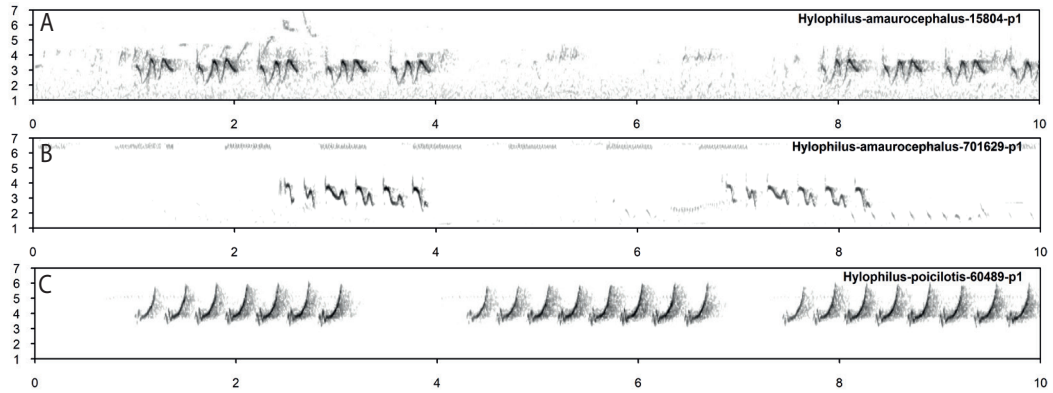 7
6
5
4
3
2
1
A
Hylophilus-amaurocephalus-15804-p1
0 2 4 6 8 10
7
6
5
4
3
2
1
B
Hylophilus-amaurocephalus-701629-p1
0 2 4 6 8 10
7
6
5
4
3
2
1
C
Hylophilus-poicilotis-60489-p1
0 2 4 6 8 10